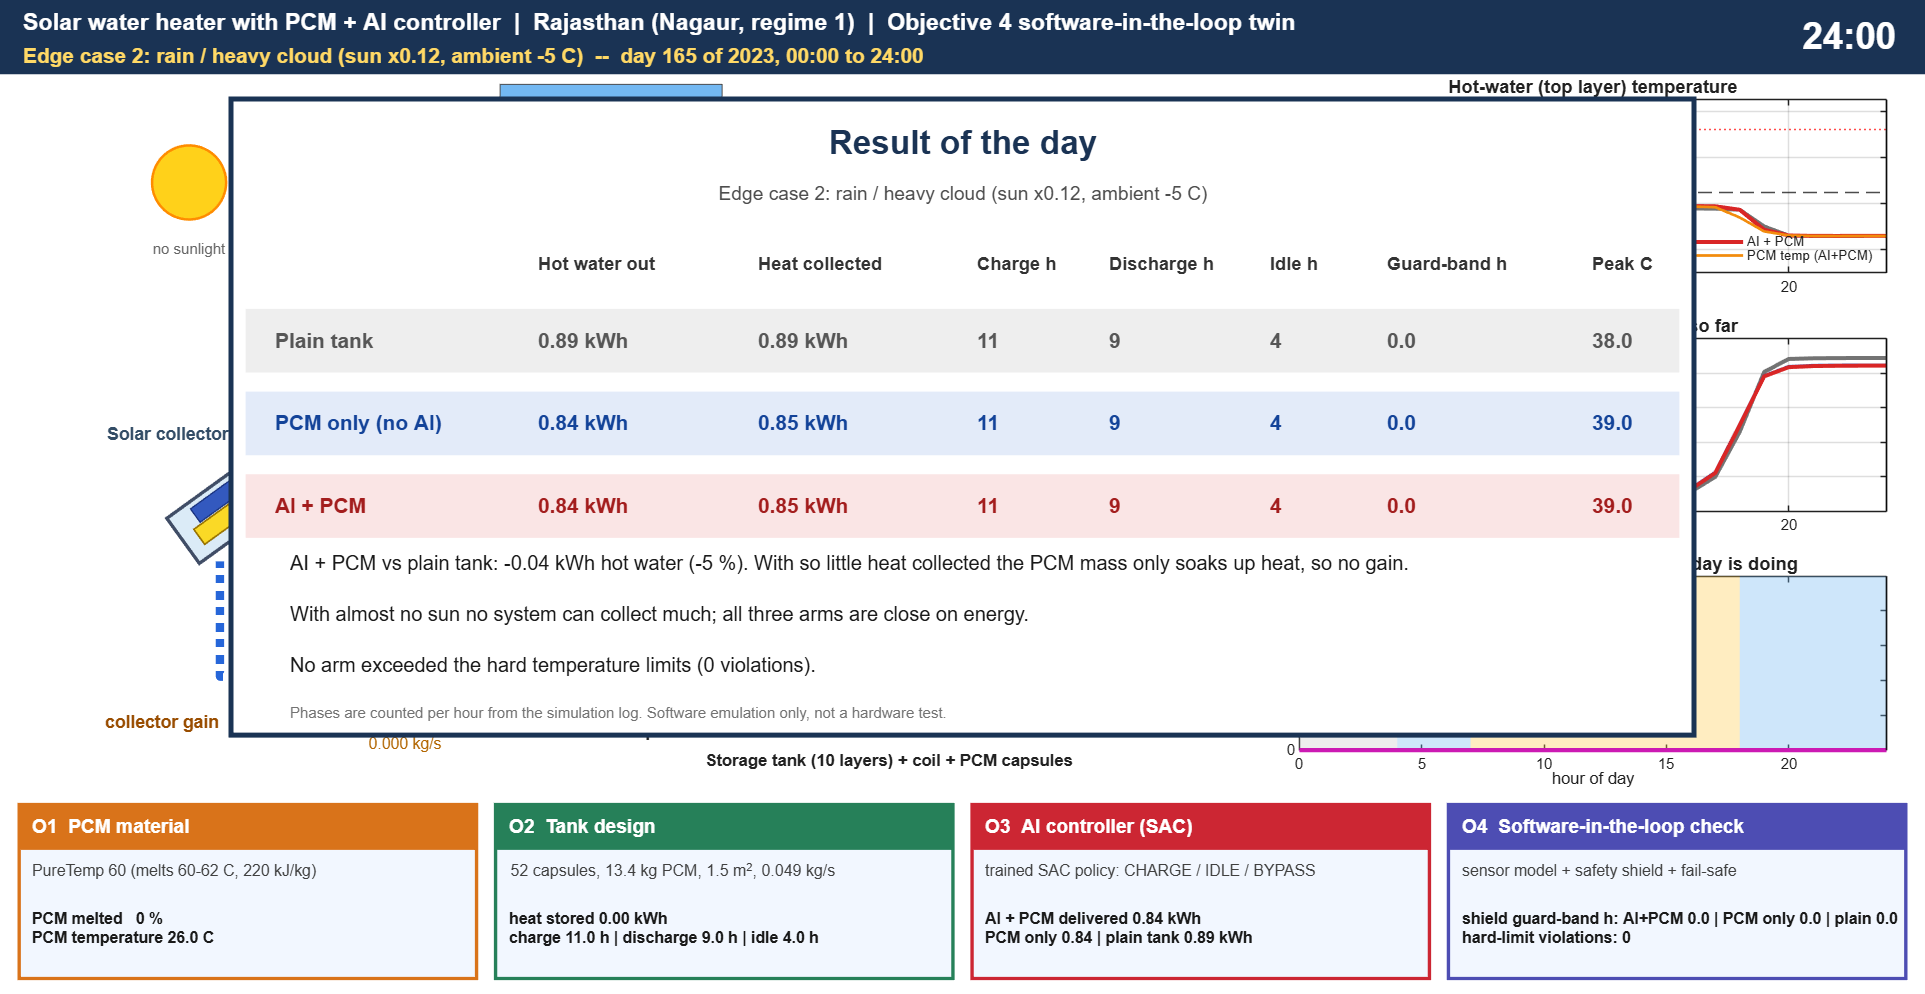 Solar water heater with PCM + AI controller | Rajasthan (Nagaur, regime 1) | Objective 4 software-in-the-loop twin
Edge case 2: rain / heavy cloud (sun x0.12, ambient -5 C) -- day 165 of 2023, 00:00 to 24:00
24:00
Hot-water (top layer) temperature
Result of the day
Edge case 2: rain / heavy cloud (sun x0.12, ambient -5 C)
no sunlight
Hot water out Heat collected Charge h Discharge h Idle h Guard-band h Peak C
Plain tank 0.89 kWh 0.89 kWh 11 9 4 0.0 38.0
PCM only (no AI) 0.84 kWh 0.85 kWh 11 9 4 0.0 39.0
AI + PCM 0.84 kWh 0.85 kWh 11 9 4 0.0 39.0
AI + PCM vs plain tank: -0.04 kWh hot water (-5 %). With so little heat collected the PCM mass only soaks up heat, so no gain.
With almost no sun no system can collect much; all three arms are close on energy.
No arm exceeded the hard temperature limits (0 violations).
Phases are counted per hour from the simulation log. Software emulation only, not a hardware test.
AI + PCM
PCM temp (AI+PCM)
20
so far
20
day is doing
Solar collector
collector gain
0.000 kg/s
Storage tank (10 layers) + coil + PCM capsules
0
0 5 10 15 20
hour of day
O1 PCM material
PureTemp 60 (melts 60-62 C, 220 kJ/kg)
PCM melted 0 %
PCM temperature 26.0 C
O2 Tank design
52 capsules, 13.4 kg PCM, 1.5 m², 0.049 kg/s
heat stored 0.00 kWh
charge 11.0 h | discharge 9.0 h | idle 4.0 h
O3 AI controller (SAC)
trained SAC policy: CHARGE / IDLE / BYPASS
AI + PCM delivered 0.84 kWh
PCM only 0.84 | plain tank 0.89 kWh
O4 Software-in-the-loop check
sensor model + safety shield + fail-safe
shield guard-band h: AI+PCM 0.0 | PCM only 0.0 | plain 0.0
hard-limit violations: 0